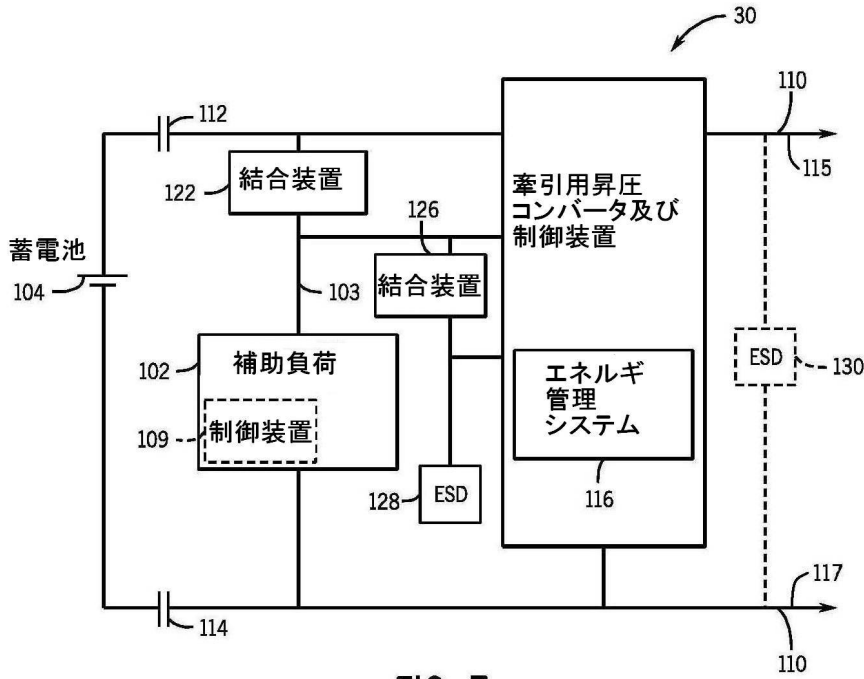 30
112
110
115
122
結合装置
126
牽引用昇圧
コンバータ及び
制御装置
蓄電池
104
103
結合装置
102
補助負荷
ESD
130
エネルギ
管理
システム
109
制御装置
128
ESD
116
117
114
110